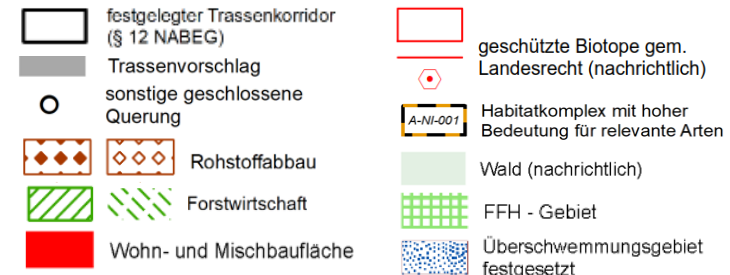 festgelegter Trassenkorridor
(§ 12 NABEG)
Trassenvorschlag
sonstige geschlossene
Querung
Rohstoffabbau
Forstwirtschaft
Wohn- und Mischbaufläche
geschützte Biotope gem.
Landesrecht (nachrichtlich)
A-NI-001
Habitatkomplex mit hoher
Bedeutung für relevante Arten
Wald (nachrichtlich)
FFH - Gebiet
Überschwemmungsgebiet
festgesetzt